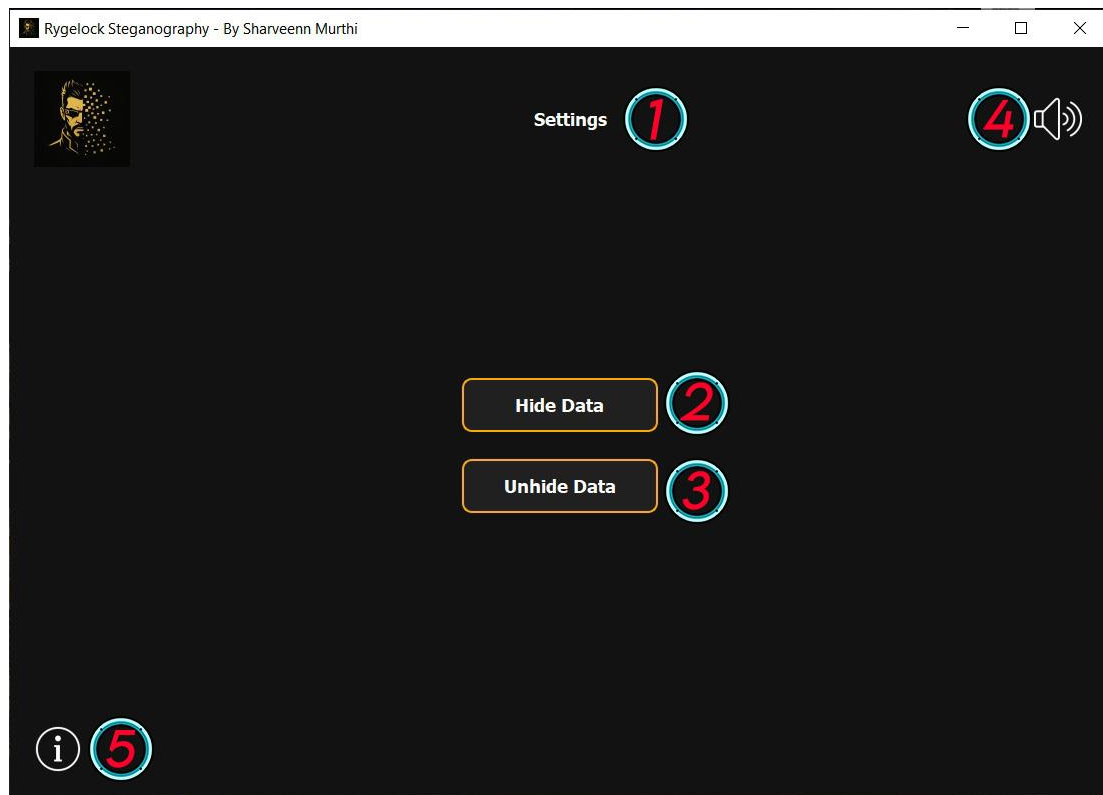 Rygelock Steganography - By Sharveenn Murthi
Settings 1
4
Hide Data 2
Unhide Data 3
i 5